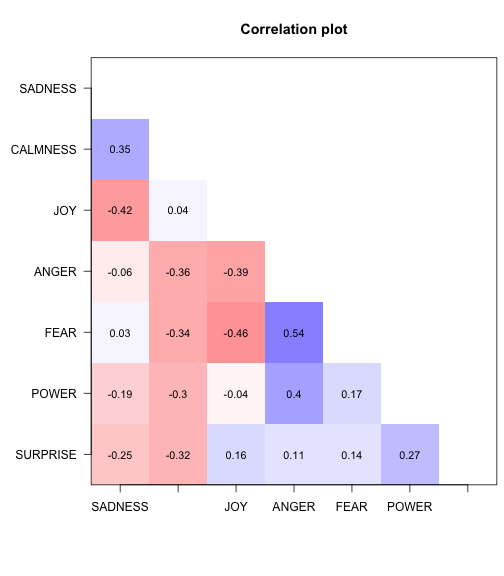 Correlation plot
SADNESS
CALMNESS 0.35
JOY -0.42 0.04
ANGER -0.06 -0.36 -0.39
FEAR 0.03 -0.34 -0.46 0.54
POWER -0.19 -0.3 -0.04 0.4 0.17
SURPRISE -0.25 -0.32 0.16 0.11 0.14 0.27
SADNESS JOY ANGER FEAR POWER